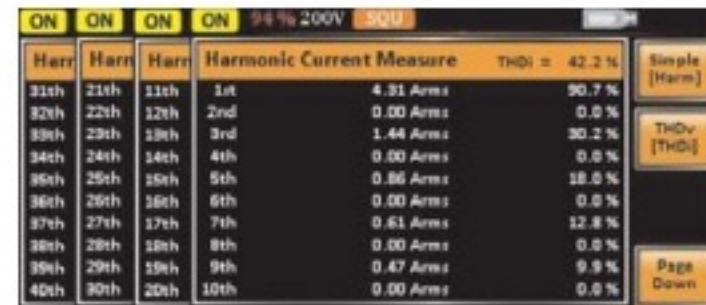 ON ON ON ON 94% 200V SQU
Harr Harn Harn Harmonic Current Measure THDi = 42.2 %
31th 21th 11th 1st 4.31 Arms 90.7 %
32th 22th 12th 2nd 0.00 Arms 0.0 %
33th 23th 13th 3rd 1.44 Arms 30.2 %
34th 24th 14th 4th 0.00 Arms 0.0 %
35th 25th 15th 5th 0.86 Arms 18.0 %
36th 26th 16th 6th 0.00 Arms 0.0 %
37th 27th 17th 7th 0.61 Arms 12.8 %
38th 28th 18th 8th 0.00 Arms 0.0 %
39th 29th 19th 9th 0.47 Arms 9.9 %
40th 30th 20th 10th 0.00 Arms 0.0 %
Simple
[Harm]
THDv
[THDi]
Page
Down